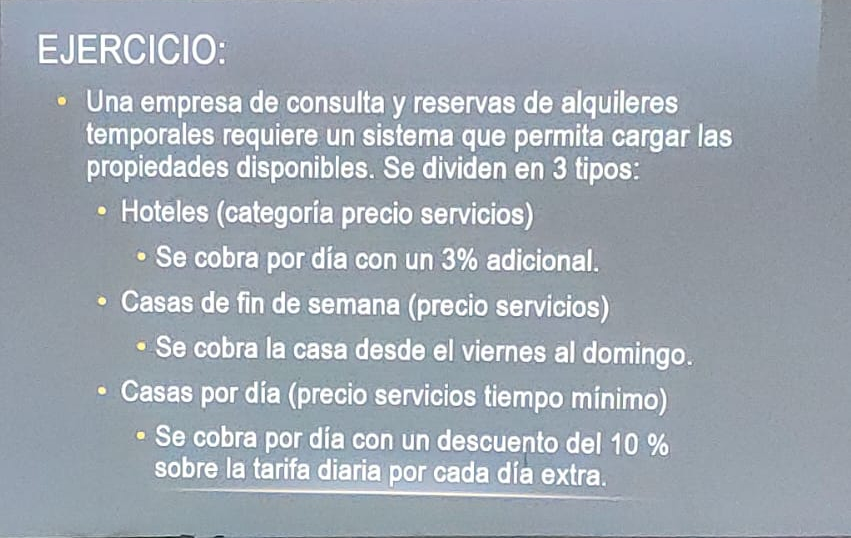 EJERCICIO:
• Una empresa de consulta y reservas de alquileres
temporales requiere un sistema que permita cargar las
propiedades disponibles. Se dividen en 3 tipos:
• Hoteles (categoría precio servicios)
• Se cobra por día con un 3% adicional.
• Casas de fin de semana (precio servicios)
• Se cobra la casa desde el viernes al domingo.
• Casas por día (precio servicios tiempo mínimo)
• Se cobra por día con un descuento del 10 %
sobre la tarifa diaria por cada día extra.